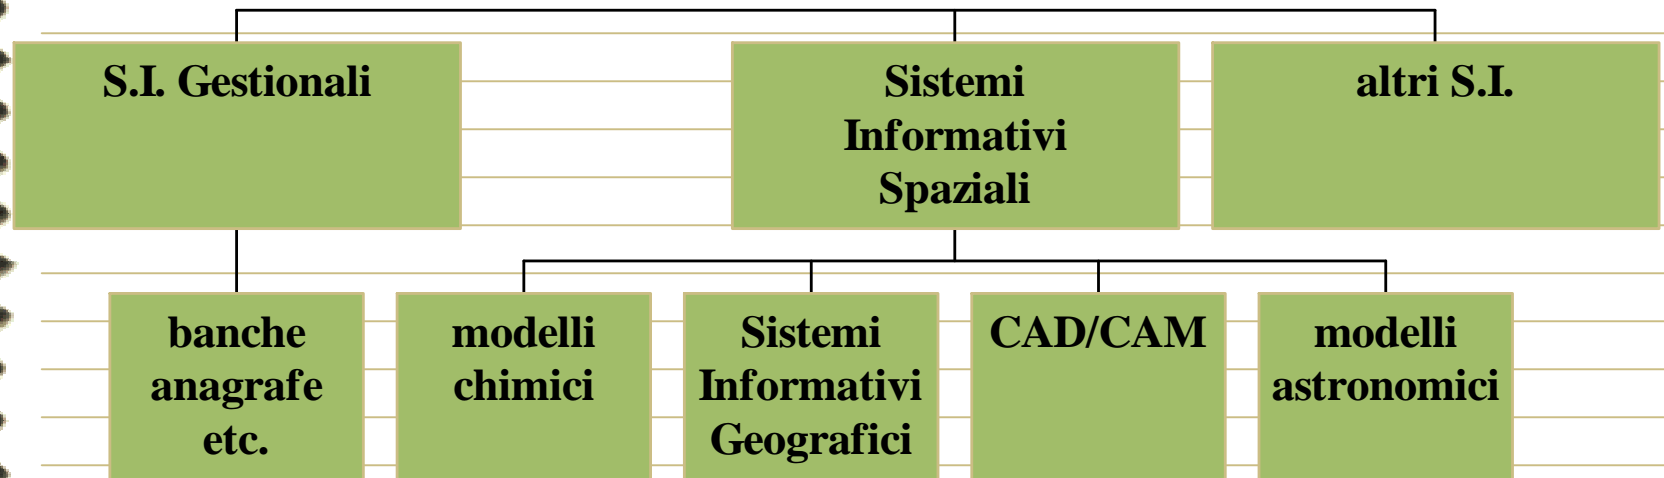 S.I. Gestionali
Sistemi
Informativi
Spaziali
altri S.I.
banche
anagrafe
etc.
modelli
chimici
Sistemi
Informativi
Geografici
CAD/CAM
modelli
astronomici